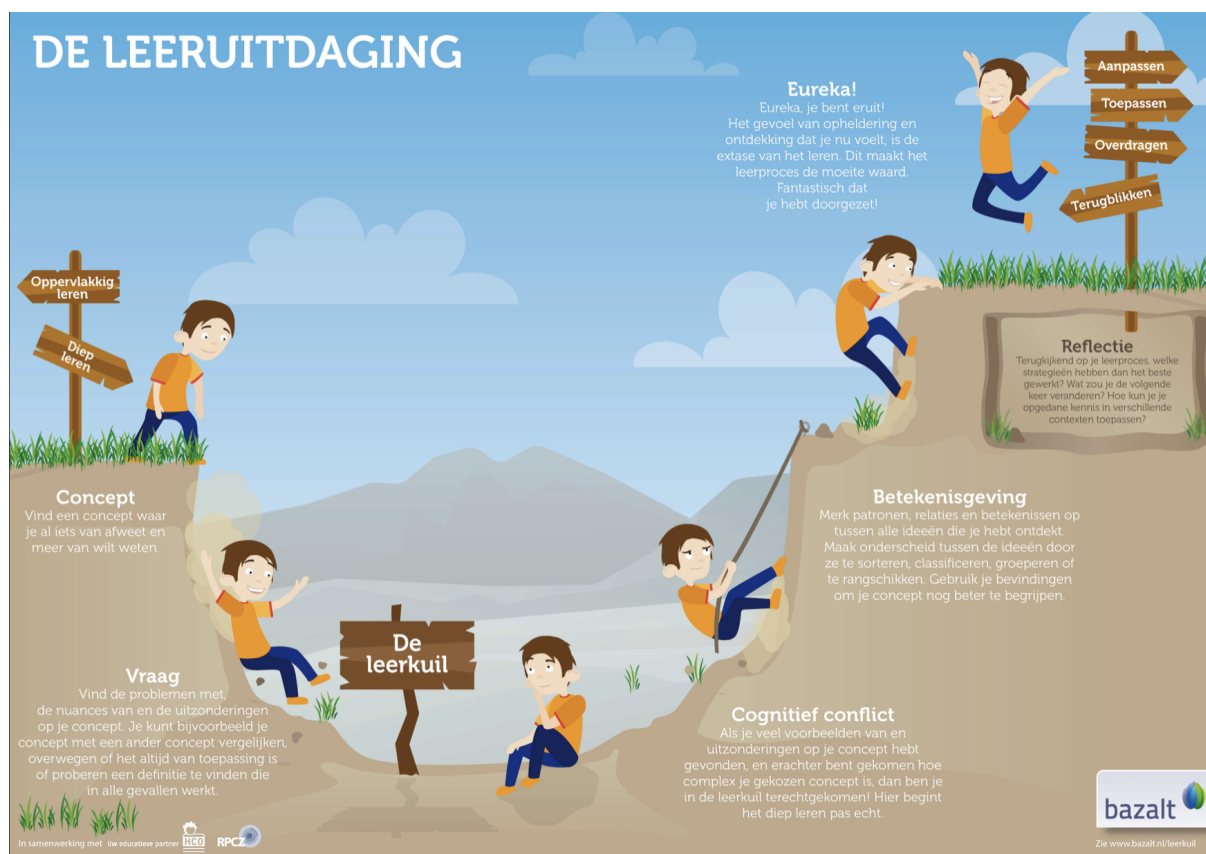 DE LEERUITDAGING
Oppervlakkig
leren
Diep
leren
Concept
Vind een concept waar
je al iets van afweet en
meer van wilt weten.
Vraag
Vind de problemen met,
de nuances van en de uitzonderingen
op je concept. Je kunt bijvoorbeeld je
concept met een ander concept vergelijken,
overwegen of het altijd van toepassing is
of proberen een definitie te vinden die
in alle gevallen werkt.
De
leerkuil
Cognitief conflict
Als je veel voorbeelden van en
uitzonderingen op je concept hebt
gevonden, en erachter bent gekomen hoe
complex je gekozen concept is, dan ben je
in de leerkuil terechtgekomen! Hier begint
het diep leren pas echt.
Betekenisgeving
Merk patronen, relaties en betekenissen op
tussen alle ideeën die je hebt ontdekt.
Maak onderscheid tussen de ideeën door
ze te sorteren, classificeren, groeperen of
te rangschikken. Gebruik je bevindingen
om je concept nog beter te begrijpen.
Eureka!
Eureka, je bent eruit!
Het gevoel van opheldering en
ontdekking dat je nu voelt, is de
extase van het leren. Dit maakt het
leerproces de moeite waard.
Fantastisch dat
je hebt doorgezet!
Aanpassen
Toepassen
Overdragen
Terugblikken
Reflectie
Terugkijkend op je leerproces, welke
strategieën hebben dan het beste
gewerkt? Wat zou je de volgende
keer veranderen? Hoe kun je je
opgedane kennis in verschillende
contexten toepassen?
In samenwerking met Uw educatieve partner HCO RPCZ
bazalt
Zie www.bazalt.nl/leerkuil